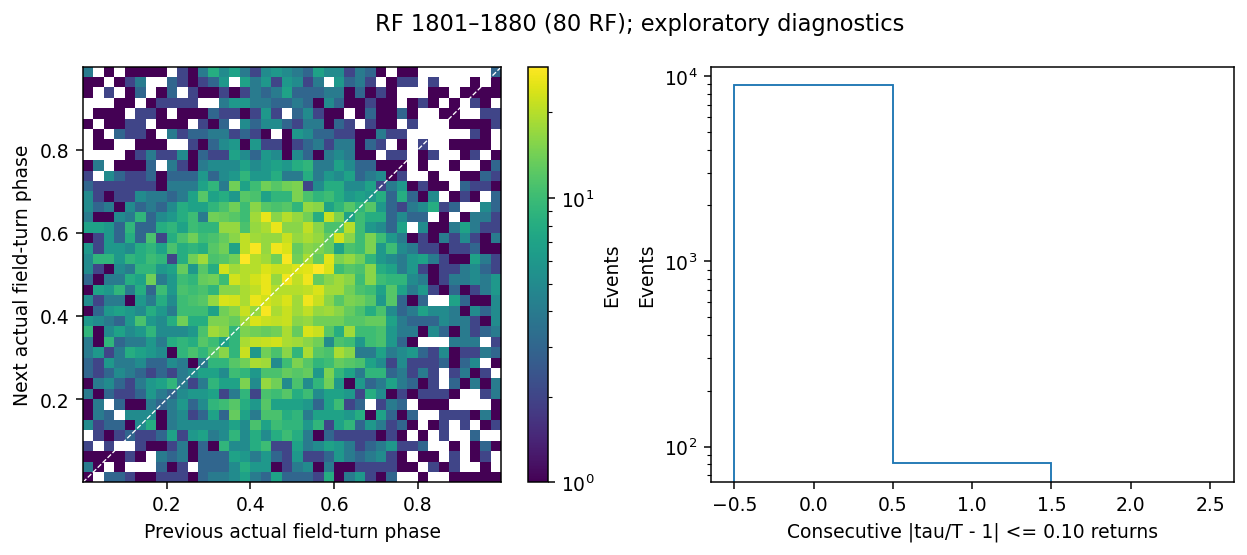 RF 1801–1880 (80 RF); exploratory diagnostics
Next actual field-turn phase
0.8
0.6
0.4
0.2
0.2 0.4 0.6 0.8
Previous actual field-turn phase
10¹
10⁰
Events
Events
10⁴
10³
10²
−0.5 0.0 0.5 1.0 1.5 2.0 2.5
Consecutive |tau/T - 1| <= 0.10 returns